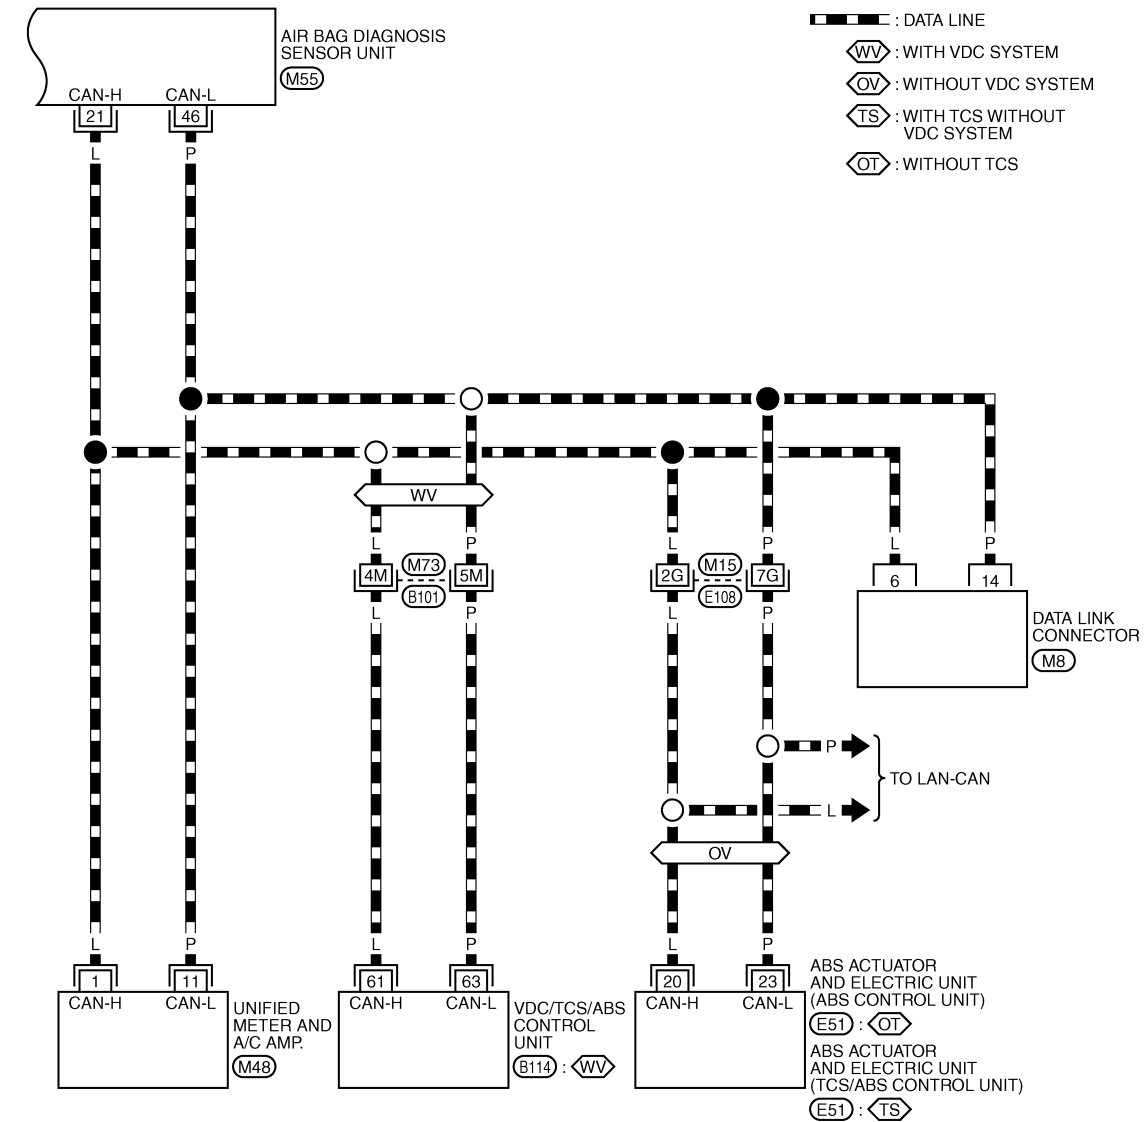 AIR BAG DIAGNOSIS
SENSOR UNIT
M55
CAN-H
CAN-L
21
46
L
P
: DATA LINE
WV : WITH VDC SYSTEM
OV : WITHOUT VDC SYSTEM
TS : WITH TCS WITHOUT
VDC SYSTEM
OT : WITHOUT TCS
WV
L
P
L
P
L
P
4M
M73
5M
B101
2G
M15
7G
E108
6
14
L
P
L
P
DATA LINK
CONNECTOR
M8
P
TO LAN-CAN
L
OV
L
P
L
P
L
P
1
11
61
63
20
23
CAN-H
CAN-L
CAN-H
CAN-L
CAN-H
CAN-L
UNIFIED
METER AND
A/C AMP.
M48
VDC/TCS/ABS
CONTROL
UNIT
B114 : WV
ABS ACTUATOR
AND ELECTRIC UNIT
(ABS CONTROL UNIT)
E51 : OT
ABS ACTUATOR
AND ELECTRIC UNIT
(TCS/ABS CONTROL UNIT)
E51 : TS